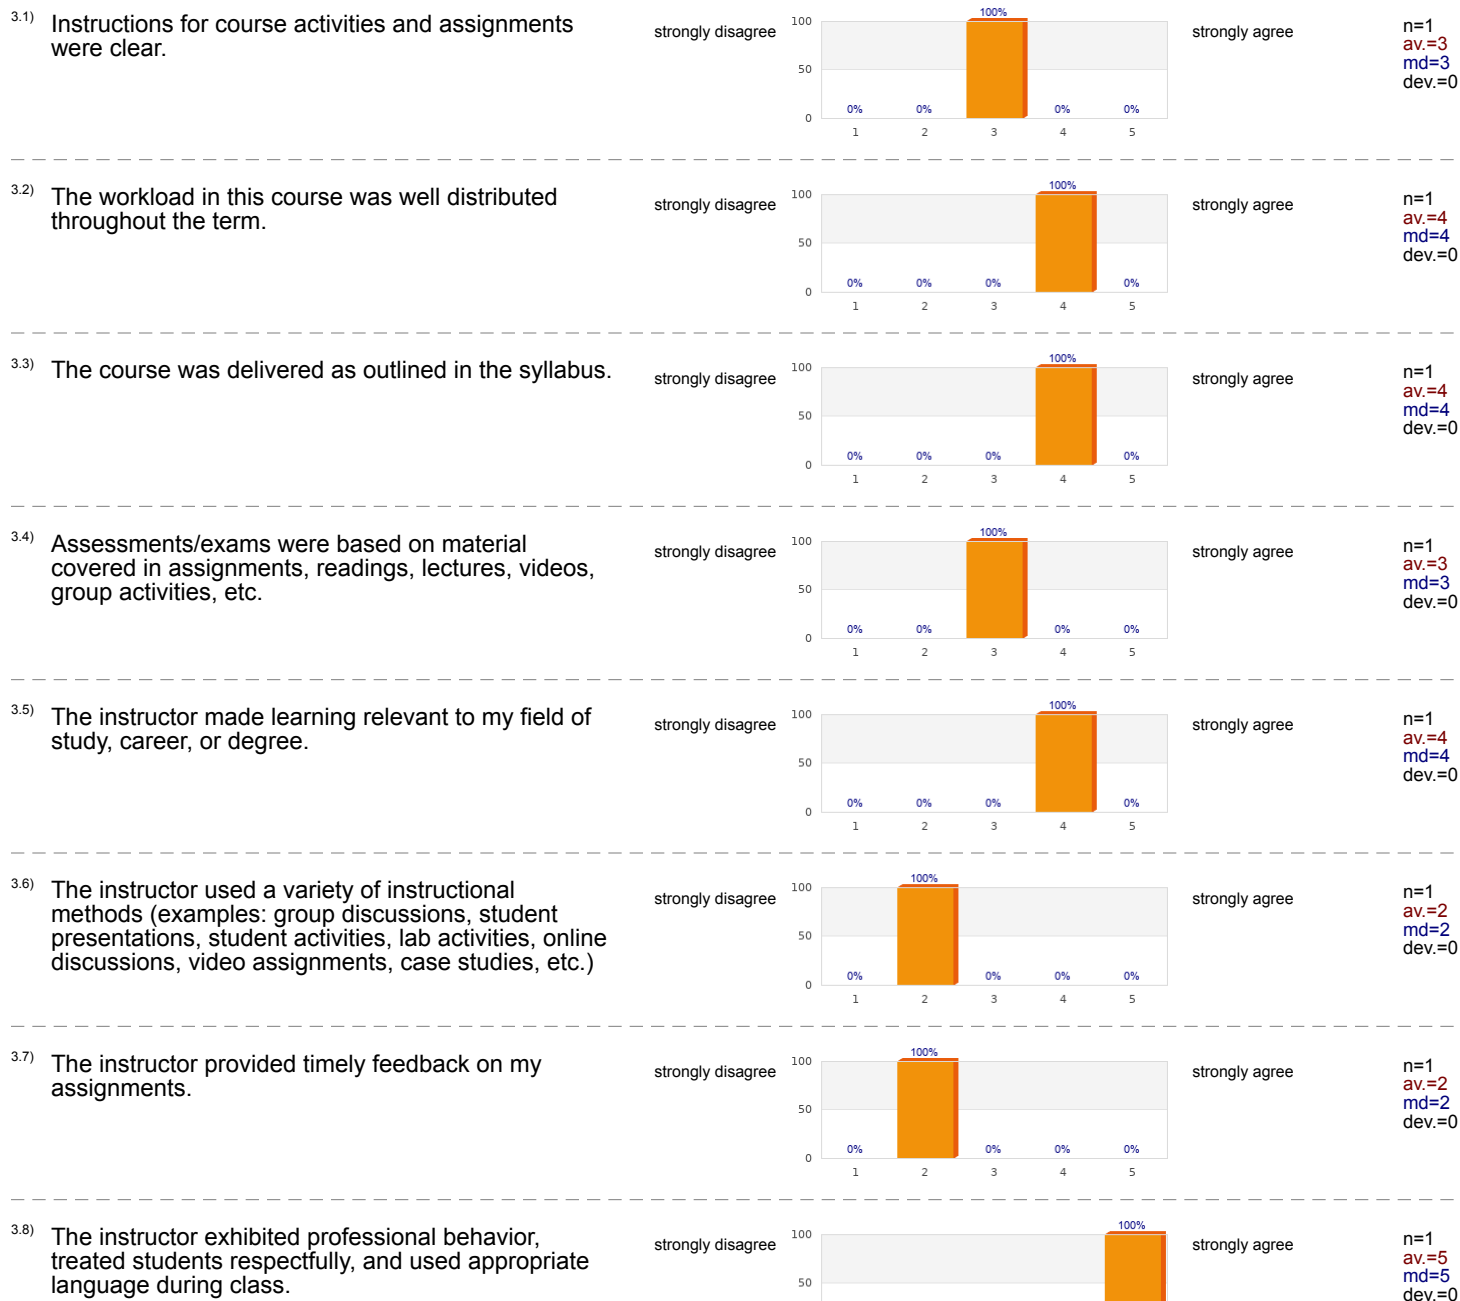 3.1) Instructions for course activities and assignments
were clear.
strongly disagree
100
50
0
0%
0%
100%
0%
0%
1 2 3 4 5
strongly agree
n=1
av.=3
md=3
dev.=0
3.2) The workload in this course was well distributed
throughout the term.
strongly disagree
100
50
0
0%
0%
0%
100%
0%
1 2 3 4 5
strongly agree
n=1
av.=4
md=4
dev.=0
3.3) The course was delivered as outlined in the syllabus.
strongly disagree
100
50
0
0%
0%
0%
100%
0%
1 2 3 4 5
strongly agree
n=1
av.=4
md=4
dev.=0
3.4) Assessments/exams were based on material
covered in assignments, readings, lectures, videos,
group activities, etc.
strongly disagree
100
50
0
0%
0%
100%
0%
0%
1 2 3 4 5
strongly agree
n=1
av.=3
md=3
dev.=0
3.5) The instructor made learning relevant to my field of
study, career, or degree.
strongly disagree
100
50
0
0%
0%
0%
100%
0%
1 2 3 4 5
strongly agree
n=1
av.=4
md=4
dev.=0
3.6) The instructor used a variety of instructional
methods (examples: group discussions, student
presentations, student activities, lab activities, online
discussions, video assignments, case studies, etc.)
strongly disagree
100
50
0
0%
100%
0%
0%
0%
1 2 3 4 5
strongly agree
n=1
av.=2
md=2
dev.=0
3.7) The instructor provided timely feedback on my
assignments.
strongly disagree
100
50
0
0%
100%
0%
0%
0%
1 2 3 4 5
strongly agree
n=1
av.=2
md=2
dev.=0
3.8) The instructor exhibited professional behavior,
treated students respectfully, and used appropriate
language during class.
strongly disagree
100
50
100%
strongly agree
n=1
av.=5
md=5
dev.=0